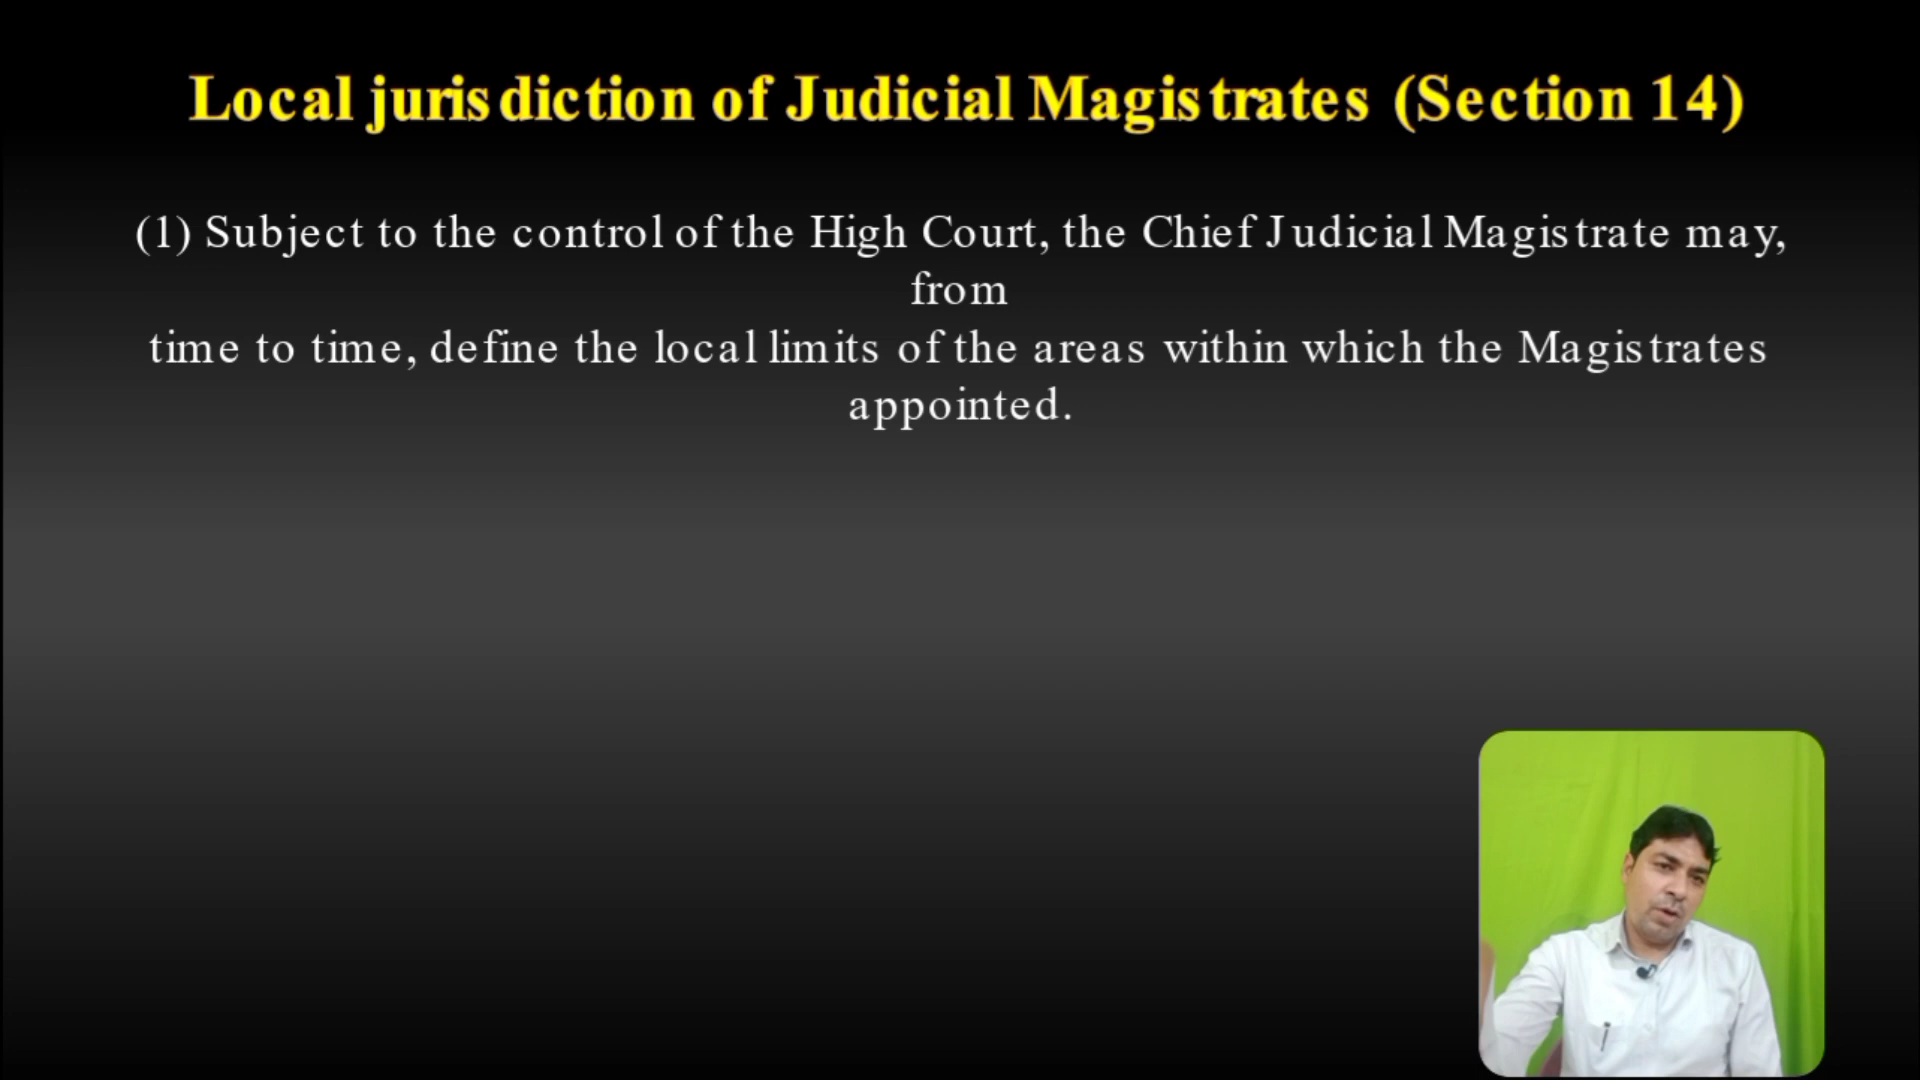 Local jurisdiction of Judicial Magistrates (Section 14)
(1) Subject to the control of the High Court, the Chief Judicial Magistrate may,
from
time to time, define the local limits of the areas within which the Magistrates
appointed.